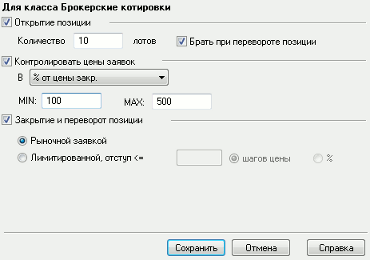 Для класса Брокерские котировки
Открытие позиции
Количество 10 лотов Брать при перевороте позиции
Контролировать цены заявок
В % от цены закр.
MIN: 100 MAX: 500
Закрытие и переворот позиции
Рыночной заявкой
Лимитированной, отступ <= шагов цены %
Сохранить Отмена Справка